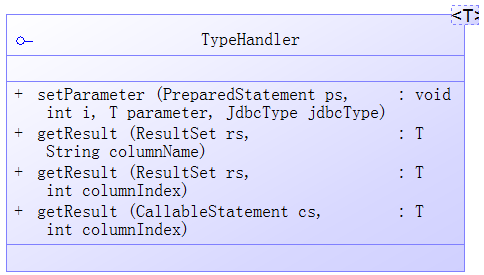 <T>
TypeHandler
+ setParameter (PreparedStatement ps, : void
int i, T parameter, JdbcType jdbcType)
+ getResult (ResultSet rs, : T
String columnName)
+ getResult (ResultSet rs, : T
int columnIndex)
+ getResult (CallableStatement cs, : T
int columnIndex)